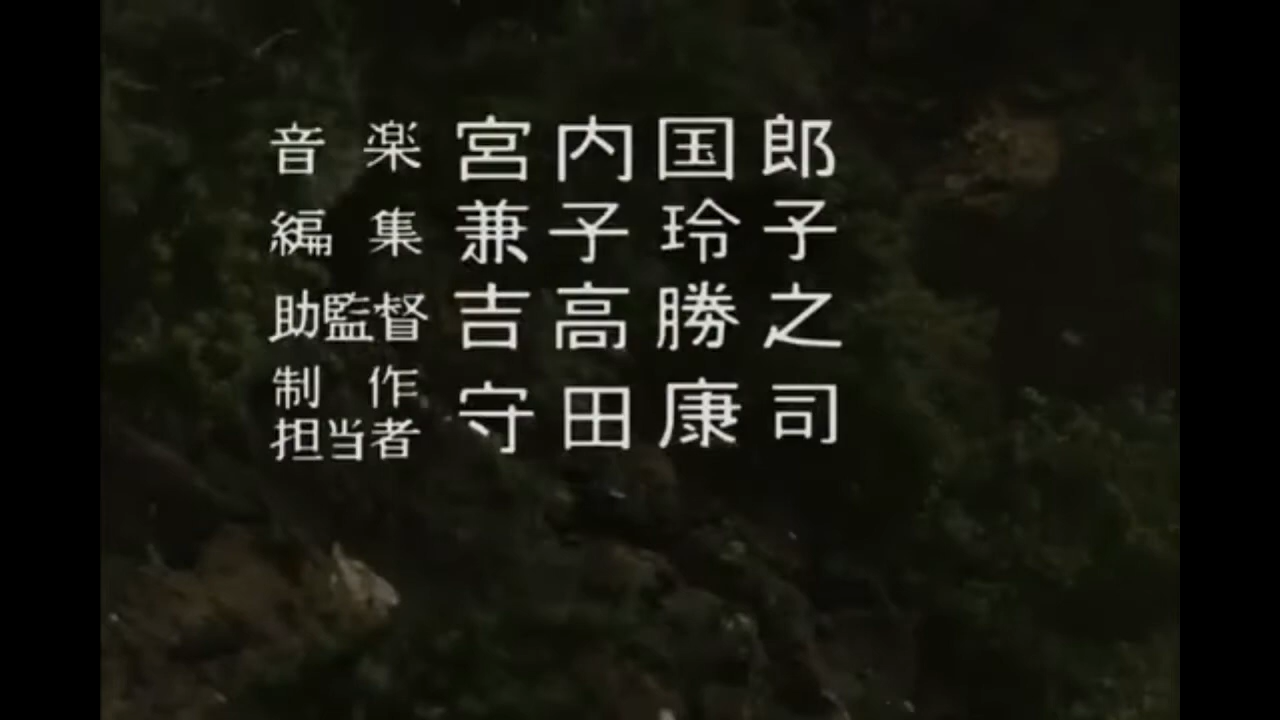 音楽 宮内国郎
編集 兼子玲子
助監督 吉高勝之
制作担当者 守田康司